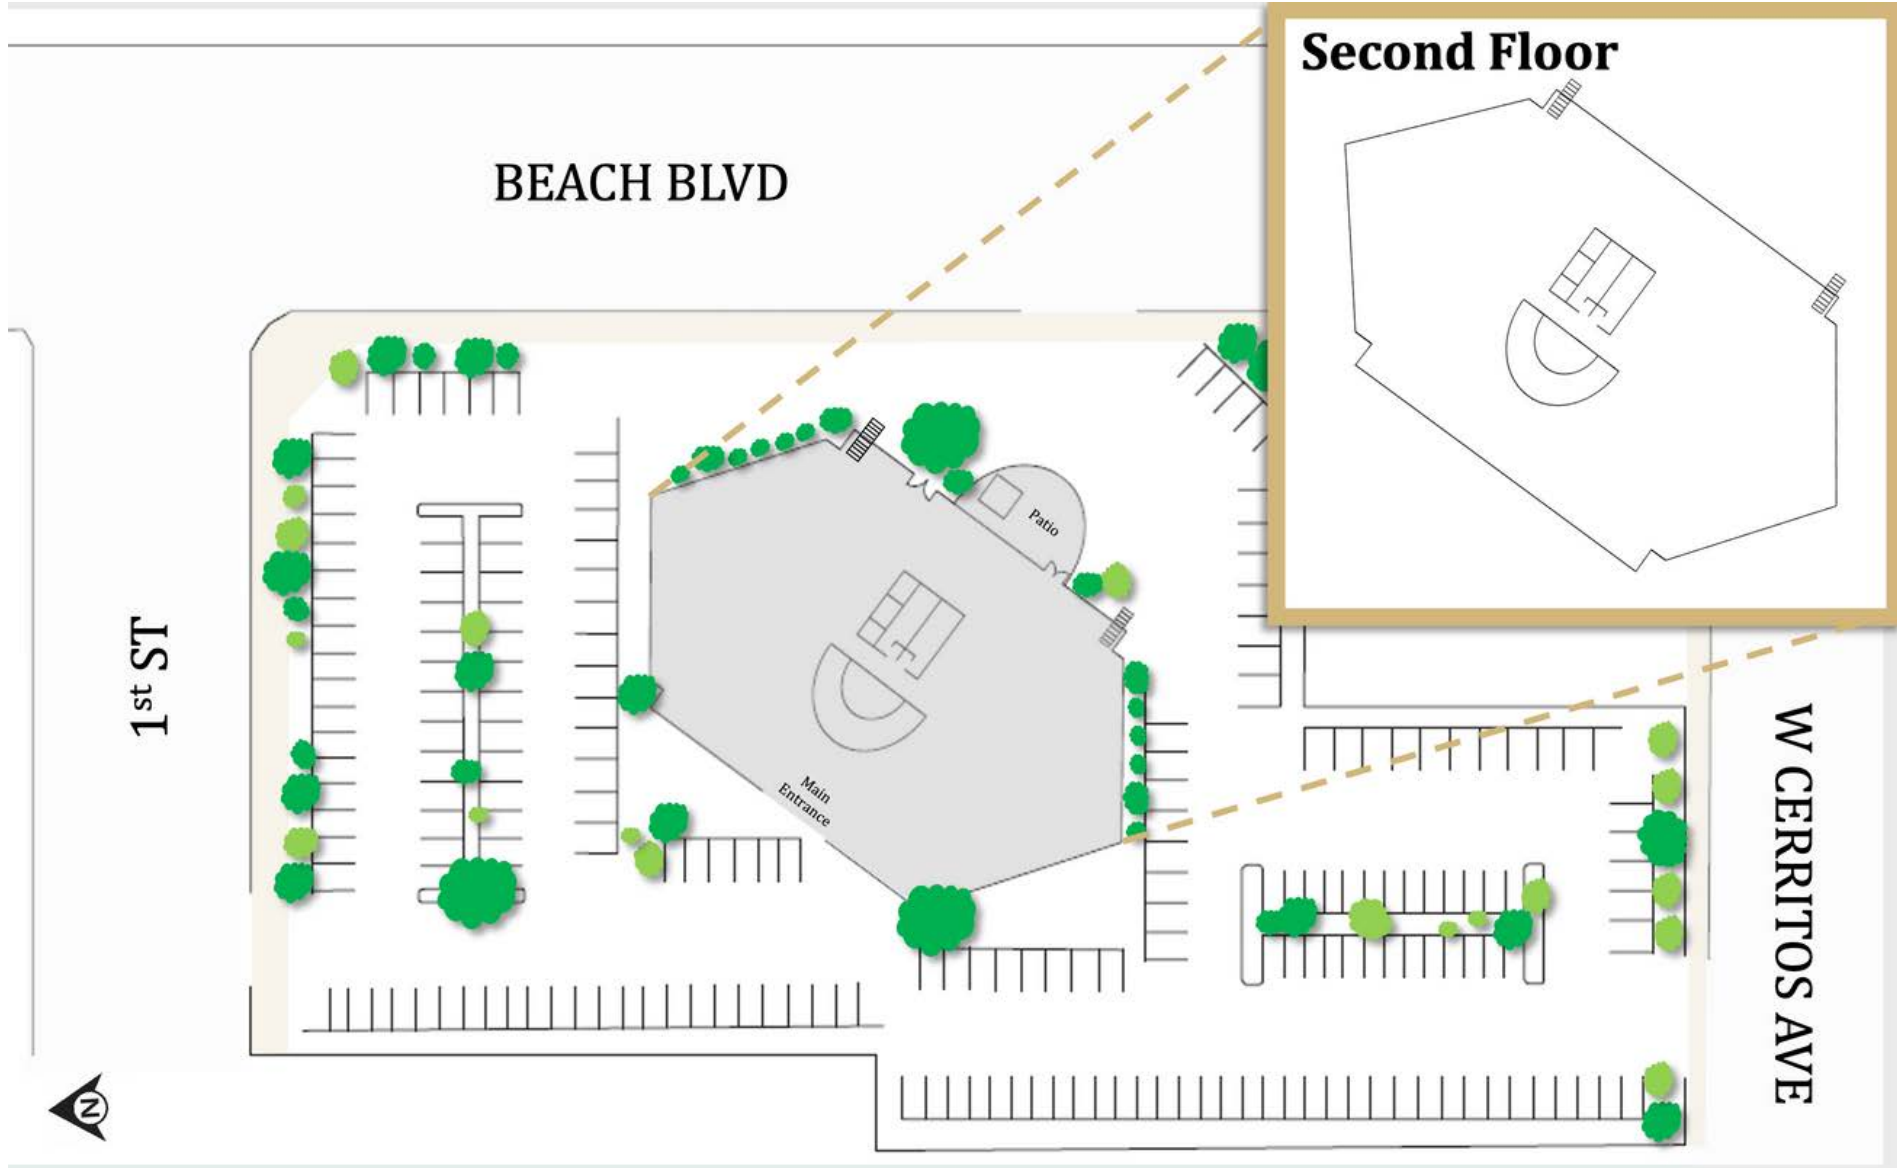 Second Floor
BEACH BLVD
Patio
1st ST
Main
Entrance
W CERRITOS AVE
N